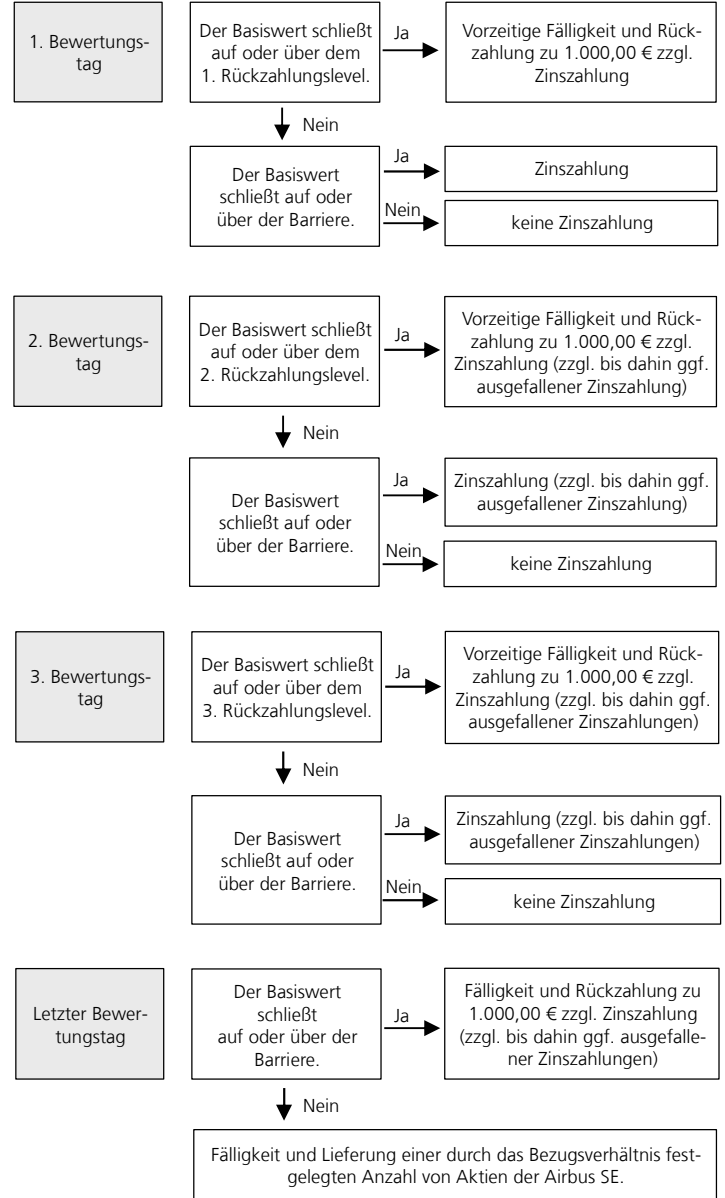 1. Bewertungs-
tag
Der Basiswert schließt
auf oder über dem
1. Rückzahlungslevel.
Ja
Vorzeitige Fälligkeit und Rück-
zahlung zu 1.000,00 € zzgl.
Zinszahlung
Nein
Der Basiswert
schließt auf oder
über der Barriere.
Ja
Zinszahlung
Nein
keine Zinszahlung
2. Bewertungs-
tag
Der Basiswert schließt
auf oder über dem
2. Rückzahlungslevel.
Ja
Vorzeitige Fälligkeit und Rück-
zahlung zu 1.000,00 € zzgl.
Zinszahlung (zzgl. bis dahin ggf.
ausgefallener Zinszahlung)
Nein
Der Basiswert
schließt auf oder
über der Barriere.
Ja
Zinszahlung (zzgl. bis dahin ggf.
ausgefallener Zinszahlung)
Nein
keine Zinszahlung
3. Bewertungs-
tag
Der Basiswert schließt
auf oder über dem
3. Rückzahlungslevel.
Ja
Vorzeitige Fälligkeit und Rück-
zahlung zu 1.000,00 € zzgl.
Zinszahlung (zzgl. bis dahin ggf.
ausgefallener Zinszahlungen)
Nein
Der Basiswert
schließt auf oder
über der Barriere.
Ja
Zinszahlung (zzgl. bis dahin ggf.
ausgefallener Zinszahlungen)
Nein
keine Zinszahlung
Letzter Bewer-
tungstag
Der Basiswert
schließt
auf oder über der
Barriere.
Ja
Fälligkeit und Rückzahlung zu
1.000,00 € zzgl. Zinszahlung
(zzgl. bis dahin ggf. ausgefalle-
ner Zinszahlungen)
Nein
Fälligkeit und Lieferung einer durch das Bezugsverhältnis fest-
gelegten Anzahl von Aktien der Airbus SE.